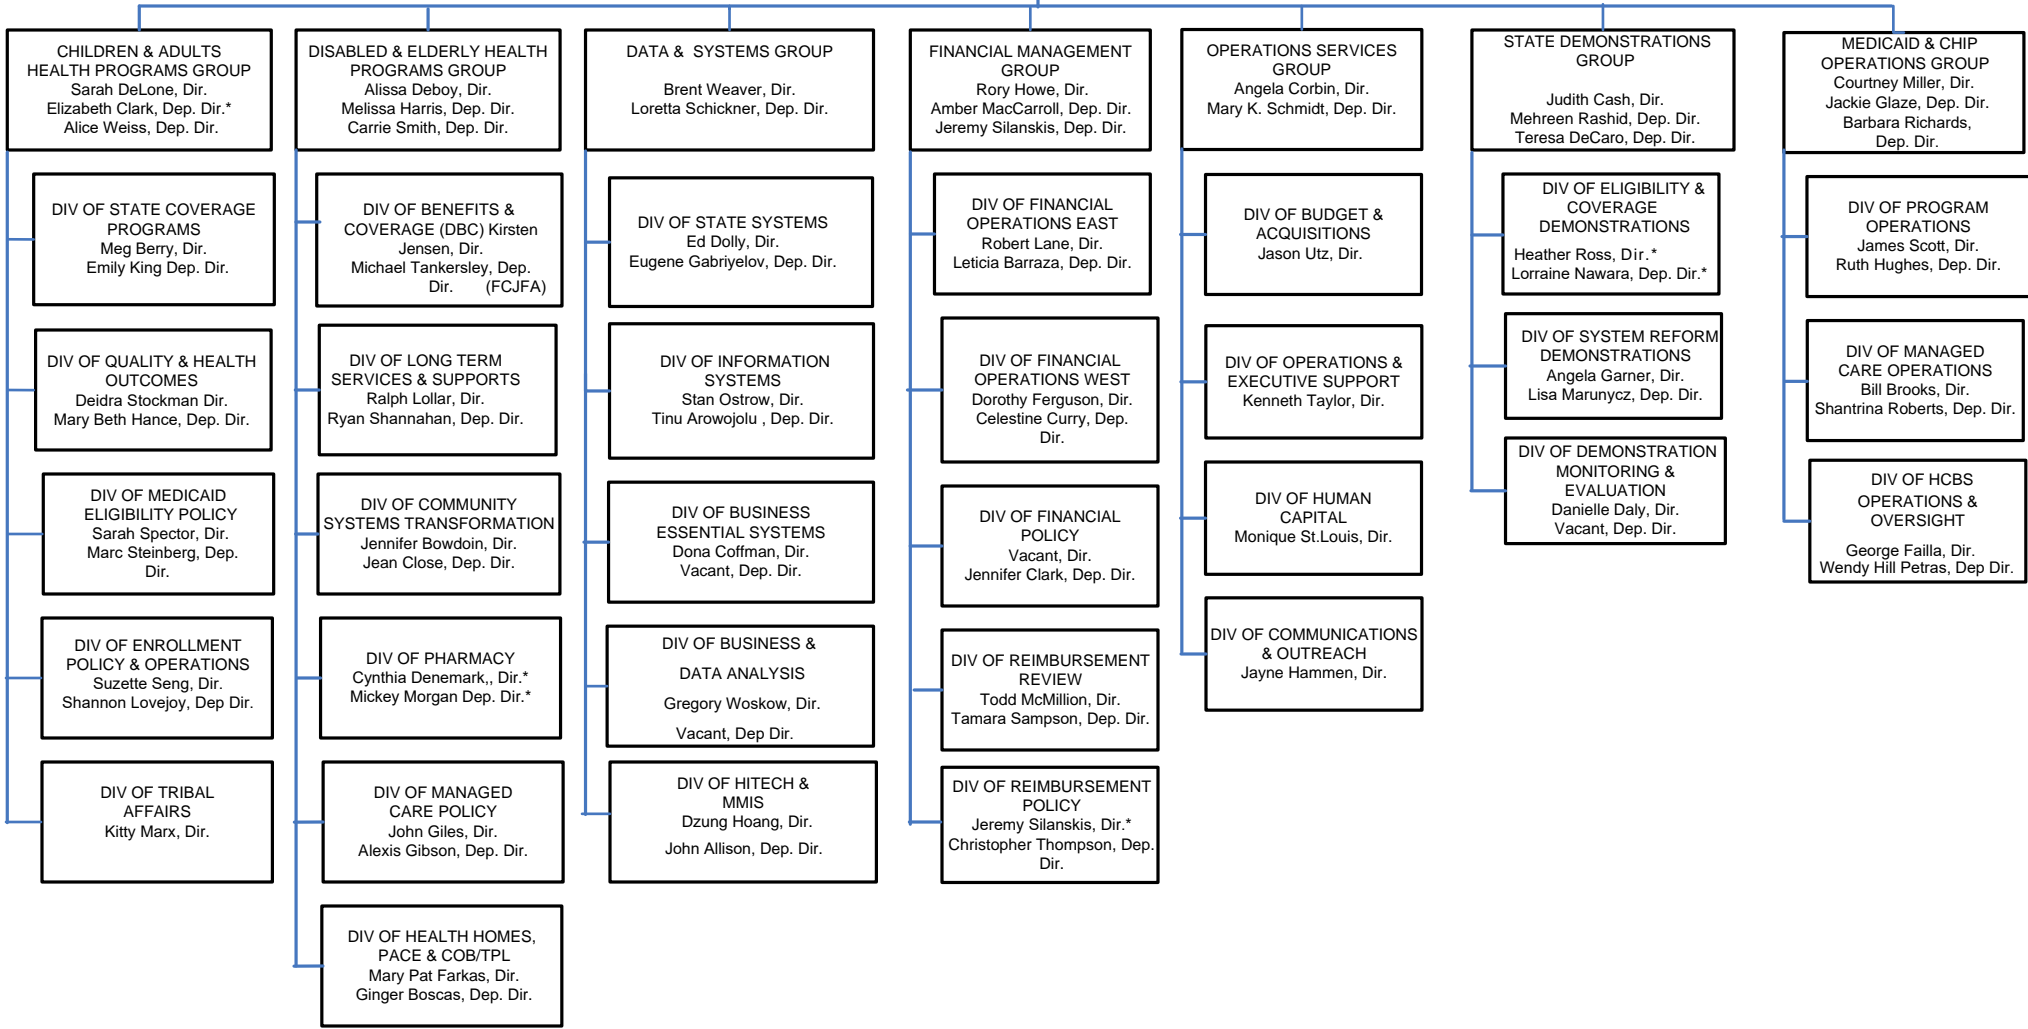 CHILDREN & ADULTS
HEALTH PROGRAMS GROUP
Sarah DeLone, Dir.
Elizabeth Clark, Dep. Dir.*
Alice Weiss, Dep. Dir.
DIV OF STATE COVERAGE
PROGRAMS
Meg Berry, Dir.
Emily King Dep. Dir.
DIV OF QUALITY & HEALTH
OUTCOMES
Deidra Stockman Dir.
Mary Beth Hance, Dep. Dir.
DIV OF MEDICAID
ELIGIBILITY POLICY
Sarah Spector, Dir.
Marc Steinberg, Dep.
Dir.
DIV OF ENROLLMENT
POLICY & OPERATIONS
Suzette Seng, Dir.
Shannon Lovejoy, Dep Dir.
DIV OF TRIBAL
AFFAIRS
Kitty Marx, Dir.
DISABLED & ELDERLY HEALTH
PROGRAMS GROUP
Alissa Deboy, Dir.
Melissa Harris, Dep. Dir.
Carrie Smith, Dep. Dir.
DIV OF BENEFITS &
COVERAGE (DBC) Kirsten
Jensen, Dir.
Michael Tankersley, Dep.
Dir. (FCJFA)
DIV OF LONG TERM
SERVICES & SUPPORTS
Ralph Lollar, Dir.
Ryan Shannahan, Dep. Dir.
DIV OF COMMUNITY
SYSTEMS TRANSFORMATION
Jennifer Bowdoin, Dir.
Jean Close, Dep. Dir.
DIV OF PHARMACY
Cynthia Denemark,, Dir.*
Mickey Morgan Dep. Dir.*
DIV OF MANAGED
CARE POLICY
John Giles, Dir.
Alexis Gibson, Dep. Dir.
DIV OF HEALTH HOMES,
PACE & COB/TPL
Mary Pat Farkas, Dir.
Ginger Boscas, Dep. Dir.
DATA & SYSTEMS GROUP
Brent Weaver, Dir.
Loretta Schickner, Dep. Dir.
DIV OF STATE SYSTEMS
Ed Dolly, Dir.
Eugene Gabriyelov, Dep. Dir.
DIV OF INFORMATION
SYSTEMS
Stan Ostrow, Dir.
Tinu Arowojolu , Dep. Dir.
DIV OF BUSINESS
ESSENTIAL SYSTEMS
Dona Coffman, Dir.
Vacant, Dep. Dir.
DIV OF BUSINESS &
DATA ANALYSIS
Gregory Woskow, Dir.
Vacant, Dep Dir.
DIV OF HITECH &
MMIS
Dzung Hoang, Dir.
John Allison, Dep. Dir.
FINANCIAL MANAGEMENT
GROUP
Rory Howe, Dir.
Amber MacCarroll, Dep. Dir.
Jeremy Silanskis, Dep. Dir.
DIV OF FINANCIAL
OPERATIONS EAST
Robert Lane, Dir.
Leticia Barraza, Dep. Dir.
DIV OF FINANCIAL
OPERATIONS WEST
Dorothy Ferguson, Dir.
Celestine Curry, Dep.
Dir.
DIV OF FINANCIAL
POLICY
Vacant, Dir.
Jennifer Clark, Dep. Dir.
DIV OF REIMBURSEMENT
REVIEW
Todd McMillion, Dir.
Tamara Sampson, Dep. Dir.
DIV OF REIMBURSEMENT
POLICY
Jeremy Silanskis, Dir.*
Christopher Thompson, Dep.
Dir.
OPERATIONS SERVICES
GROUP
Angela Corbin, Dir.
Mary K. Schmidt, Dep. Dir.
DIV OF BUDGET &
ACQUISITIONS
Jason Utz, Dir.
DIV OF OPERATIONS &
EXECUTIVE SUPPORT
Kenneth Taylor, Dir.
DIV OF HUMAN
CAPITAL
Monique St.Louis, Dir.
DIV OF COMMUNICATIONS
& OUTREACH
Jayne Hammen, Dir.
STATE DEMONSTRATIONS
GROUP
Judith Cash, Dir.
Mehreen Rashid, Dep. Dir.
Teresa DeCaro, Dep. Dir.
DIV OF ELIGIBILITY &
COVERAGE
DEMONSTRATIONS
Heather Ross, Dir.*
Lorraine Nawara, Dep. Dir.*
DIV OF SYSTEM REFORM
DEMONSTRATIONS
Angela Garner, Dir.
Lisa Marunycz, Dep. Dir.
DIV OF DEMONSTRATION
MONITORING &
EVALUATION
Danielle Daly, Dir.
Vacant, Dep. Dir.
MEDICAID & CHIP
OPERATIONS GROUP
Courtney Miller, Dir.
Jackie Glaze, Dep. Dir.
Barbara Richards,
Dep. Dir.
DIV OF PROGRAM
OPERATIONS
James Scott, Dir.
Ruth Hughes, Dep. Dir.
DIV OF MANAGED
CARE OPERATIONS
Bill Brooks, Dir.
Shantrina Roberts, Dep. Dir.
DIV OF HCBS
OPERATIONS &
OVERSIGHT
George Failla, Dir.
Wendy Hill Petras, Dep Dir.